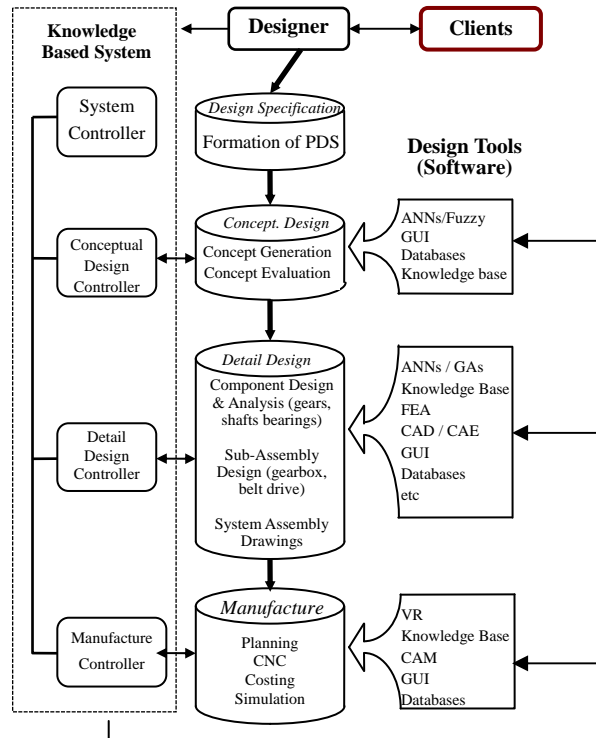 Knowledge
Based System
Designer
Clients
System
Controller
Design Specification
Formation of PDS
Design Tools
(Software)
Conceptual
Design
Controller
Concept. Design
Concept Generation
Concept Evaluation
ANNs/Fuzzy
GUI
Databases
Knowledge base
Detail
Design
Controller
Detail Design
Component Design
& Analysis (gears,
shafts bearings)
Sub-Assembly
Design (gearbox,
belt drive)
System Assembly
Drawings
ANNs / GAs
Knowledge Base
FEA
CAD / CAE
GUI
Databases
etc
Manufacture
Controller
Manufacture
Planning
CNC
Costing
Simulation
VR
Knowledge Base
CAM
GUI
Databases